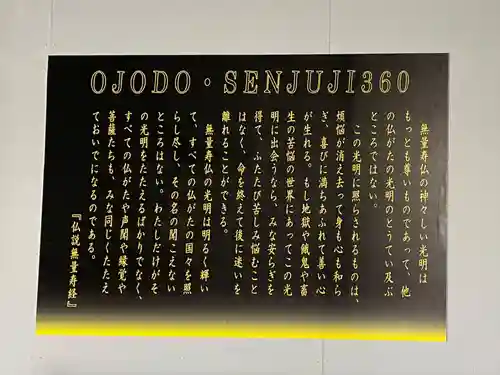 OJODO・SENJUJI360
無量寿仏の神々しい光明は
もっとも尊いものであって、他
の仏がたの光明のとうてい及ぶ
ところではない。
この光明に照らされるものは、
煩悩が消え去って身も心も和ら
ぎ、喜びに満ちあふれて善い心
が生れる。もし地獄や餓鬼や畜
生の苦悩の世界にあってこの光
明に出会うなら、みな安らぎを
得て、ふたたび苦しみ悩むこと
はなく、命を終えて後に迷いを
離れることができる。
無量寿仏の光明は明るく輝い
て、すべての仏がたの国々を照
らし尽し、その名の聞こえない
ところはない。わたしだけがそ
の光明をたたえるばかりでなく、
すべての仏がたや声聞や縁覚や
菩薩たちも、みな同じくたたえ
ておいでになるのである。
『仏説無量寿経』